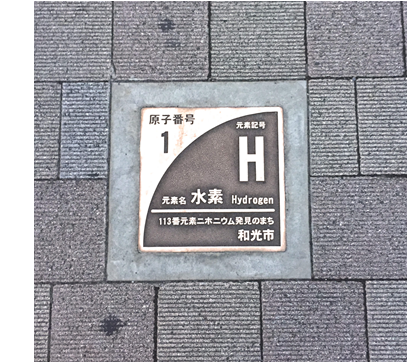 原子番号
1
元素記号
H
元素名 水素 Hydrogen
113番元素ニホニウム発見のまち
和光市